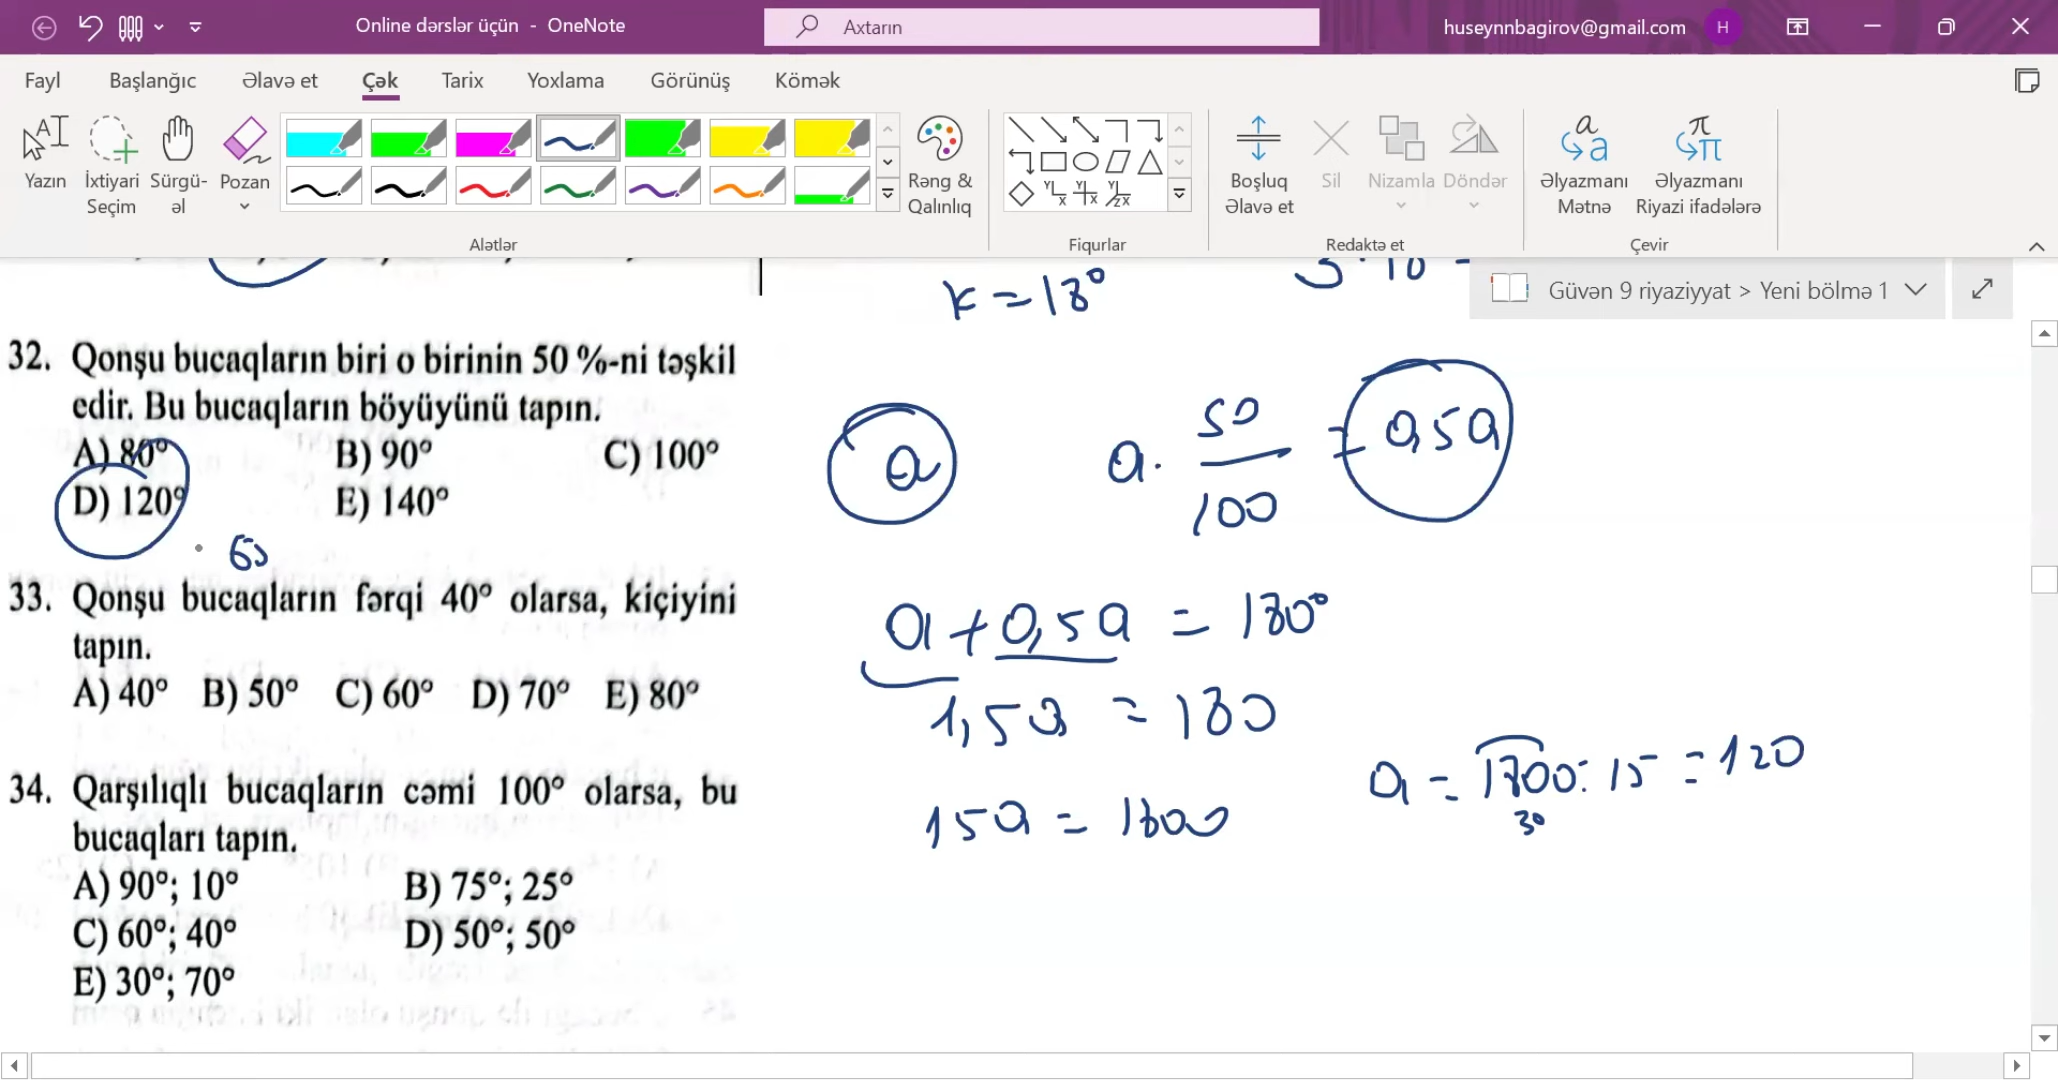 Online dərslər üçün - OneNote
Axtarın
huseynnbagirov@gmail.com H
Fayl Başlanğıc Əlavə et Çək Tarix Yoxlama Görünüş Kömək
Yazın İxtiyari Seçim Sürgü-əl Pozan
Rəng & Qalınlıq
Boşluq Əlavə et Sil Nizamla Döndər
Əlyazmanı Mətnə Əlyazmanı Riyazi ifadələrə
Alətlər Fiqurlar Redaktə et Çevir
Güvən 9 riyaziyyat > Yeni bölmə 1
k = 18°
32. Qonşu bucaqların biri o birinin 50 %-ni təşkil
edir. Bu bucaqların böyüyünü tapın.
A) 80° B) 90° C) 100°
D) 120° E) 140°
60
33. Qonşu bucaqların fərqi 40° olarsa, kiçiyini
tapın.
A) 40° B) 50° C) 60° D) 70° E) 80°
34. Qarşılıqlı bucaqların cəmi 100° olarsa, bu
bucaqları tapın.
A) 90°; 10° B) 75°; 25°
C) 60°; 40° D) 50°; 50°
E) 30°; 70°
a a · 50/100 = 0,5a
a + 0,5a = 180°
1,5a = 180
15a = 1800
a = 1800 : 15 = 120
30